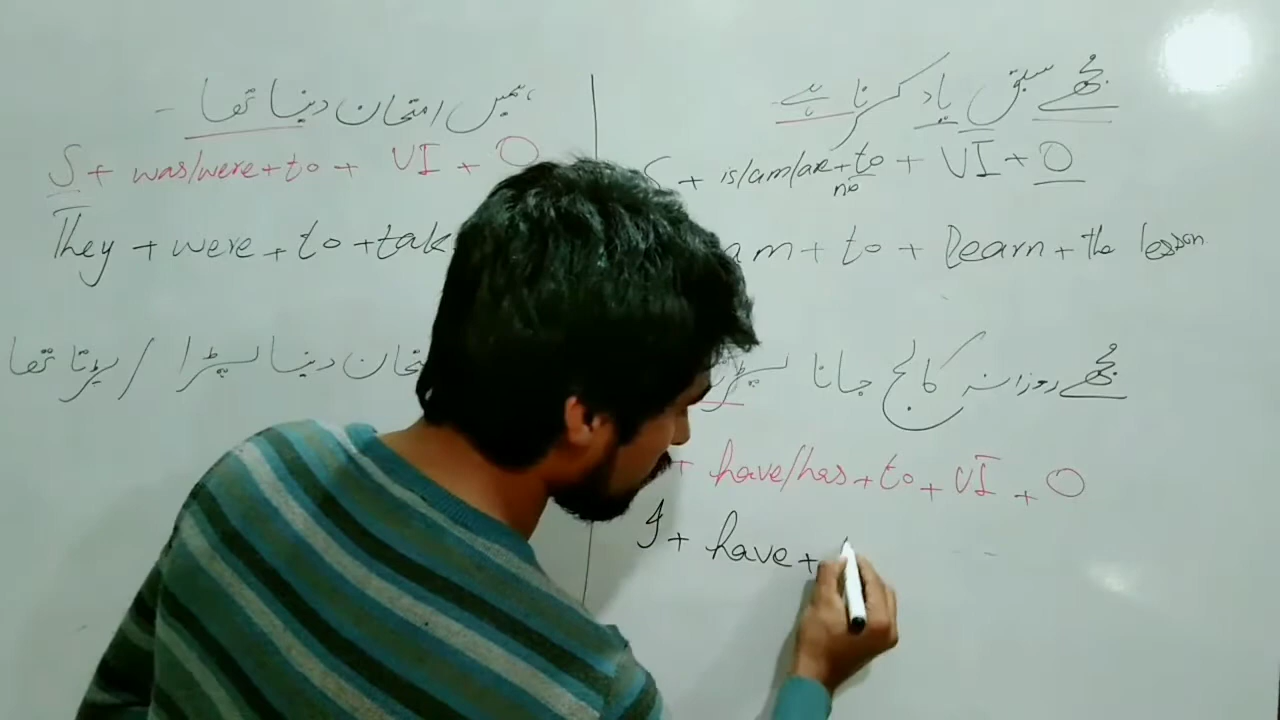 ہمیں امتحان دینا تھا -
S + was/were + to + VI + O
They + were + to + tak
امتحان دینا پڑا / پڑتا تھا
مجھے سبق یاد کرنا ہے -
+ is/am/are + to + VI + O
no
am + to + learn + the lesson
مجھے روزانہ کالج جانا
+ have/has + to + VI + O
I + have +